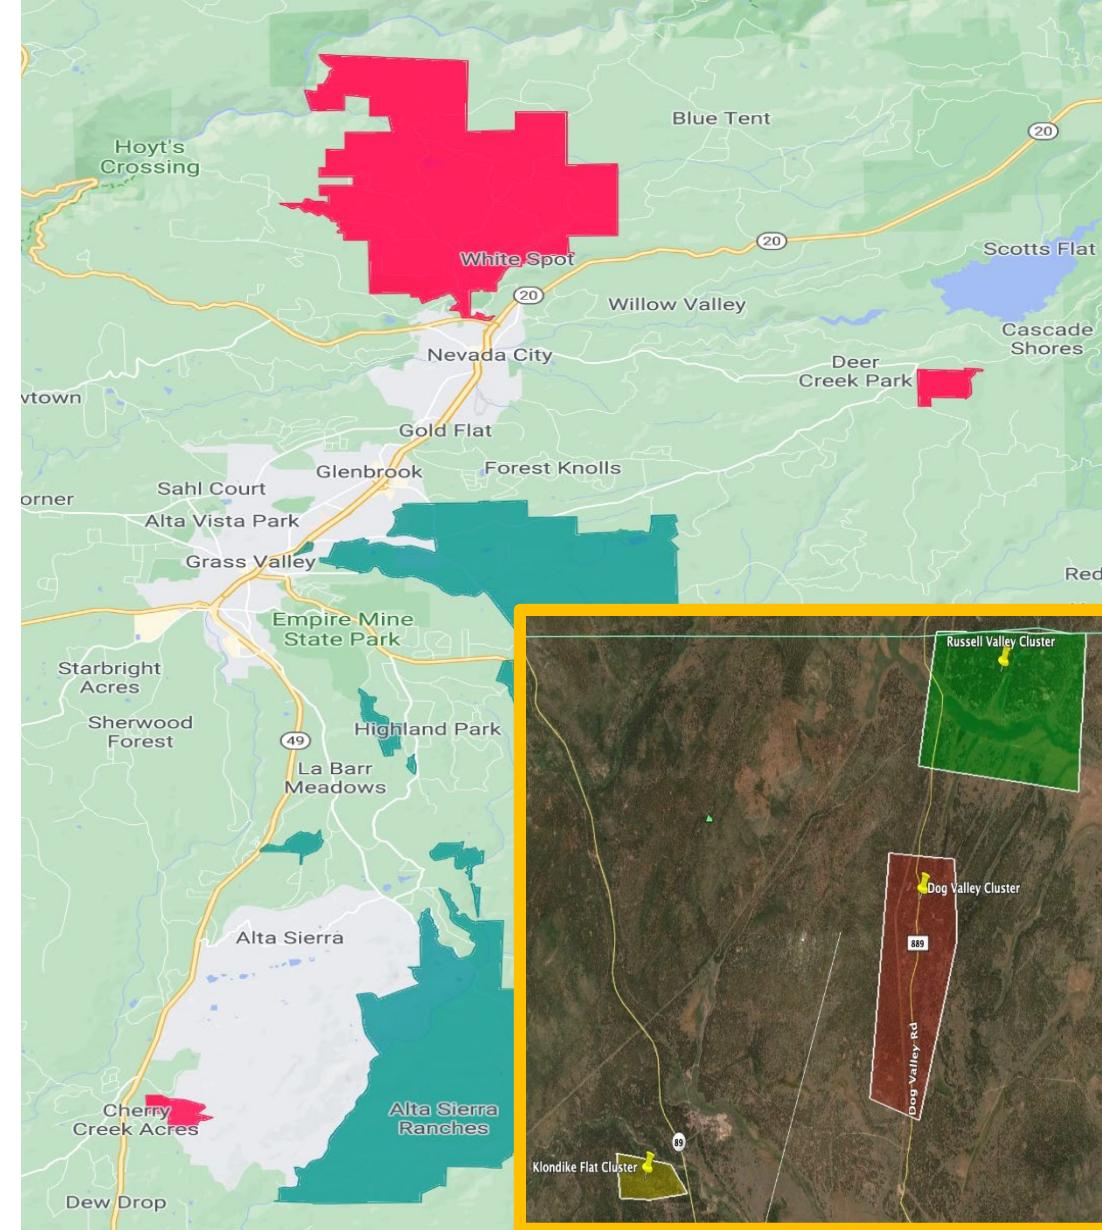 Blue Tent
20
Hoyt's
Crossing
20
Scotts Flat
White Spot
20
Willow Valley
Cascade
Shores
Nevada City
Deer
Creek Park
wtown
Gold Flat
Glenbrook
Forest Knolls
Sahl Court
orner
Alta Vista Park
Grass Valley
Red
Empire Mine
State Park
Starbright
Acres
Sherwood
Forest
Highland Park
49
La Barr
Meadows
Alta Sierra
Cherry
Creek Acres
Alta Sierra
Ranches
Dew Drop
Russell Valley Cluster
Dog Valley Cluster
889
Dog Valley Rd
89
Klondike Flat Cluster